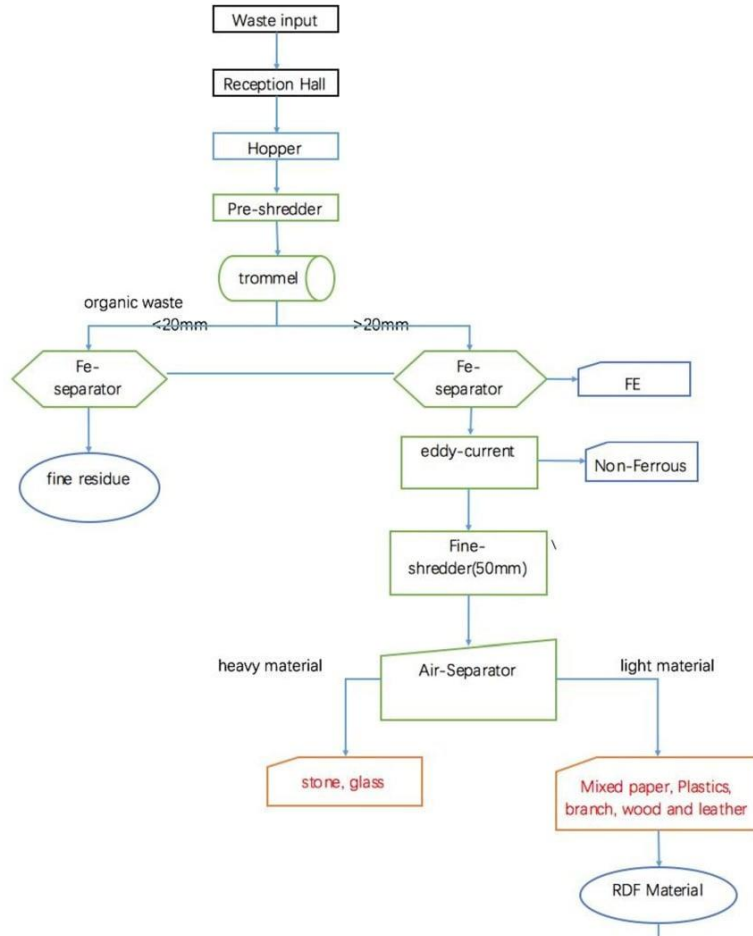 Waste input
Reception Hall
Hopper
Pre-shredder
trommel
organic waste
<20mm
>20mm
Fe-
separator
Fe-
separator
FE
eddy-current
Non-Ferrous
fine residue
Fine-
shredder(50mm)
\
Air-Separator
heavy material
light material
stone, glass
Mixed paper, Plastics,
branch, wood and leather
RDF Material